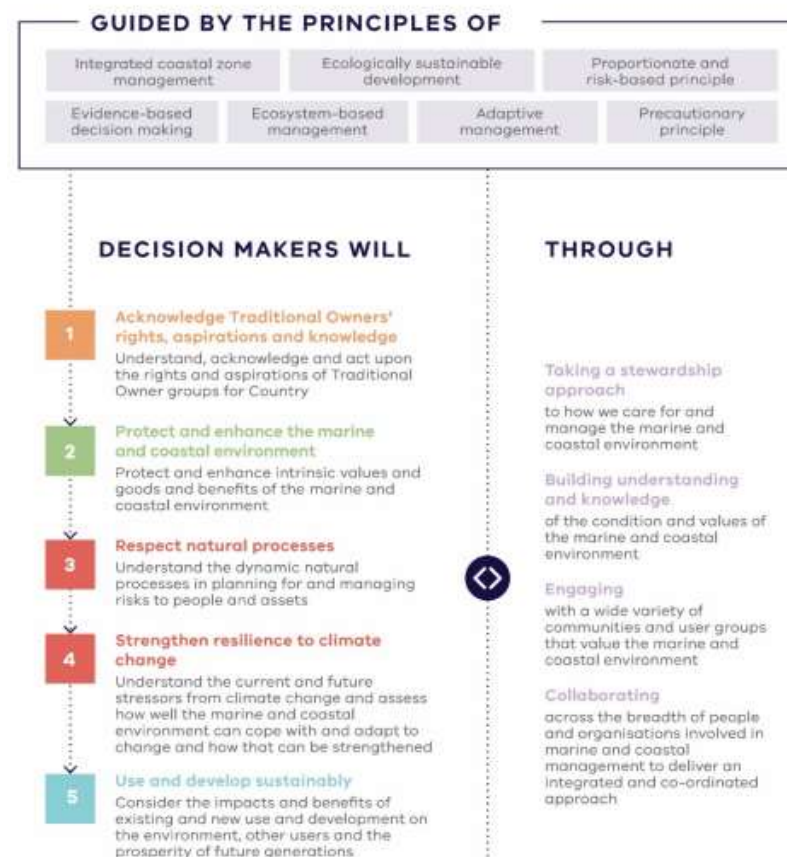 GUIDED BY THE PRINCIPLES OF
Integrated coastal zone
management
Ecologically sustainable
development
Proportionate and
risk-based principle
Evidence-based
decision making
Ecosystem-based
management
Adaptive
management
Precautionary
principle
DECISION MAKERS WILL
1
Acknowledge Traditional Owners'
rights, aspirations and knowledge
Understand, acknowledge and act upon
the rights and aspirations of Traditional
Owner groups for Country
2
Protect and enhance the marine
and coastal environment
Protect and enhance intrinsic values and
goods and benefits of the marine and
coastal environment
3
Respect natural processes
Understand the dynamic natural
processes in planning for and managing
risks to people and assets
4
Strengthen resilience to climate
change
Understand the current and future
stressors from climate change and assess
how well the marine and coastal
environment can cope with and adapt to
change and how that can be strengthened
5
Use and develop sustainably
Consider the impacts and benefits of
existing and new use and development on
the environment, other users and the
prosperity of future generations
THROUGH
Taking a stewardship
approach
to how we care for and
manage the marine and
coastal environment
Building understanding
and knowledge
of the condition and values of
the marine and coastal
environment
Engaging
with a wide variety of
communities and user groups
that value the marine and
coastal environment
Collaborating
across the breadth of people
and organisations involved in
marine and coastal
management to deliver an
integrated and co-ordinated
approach